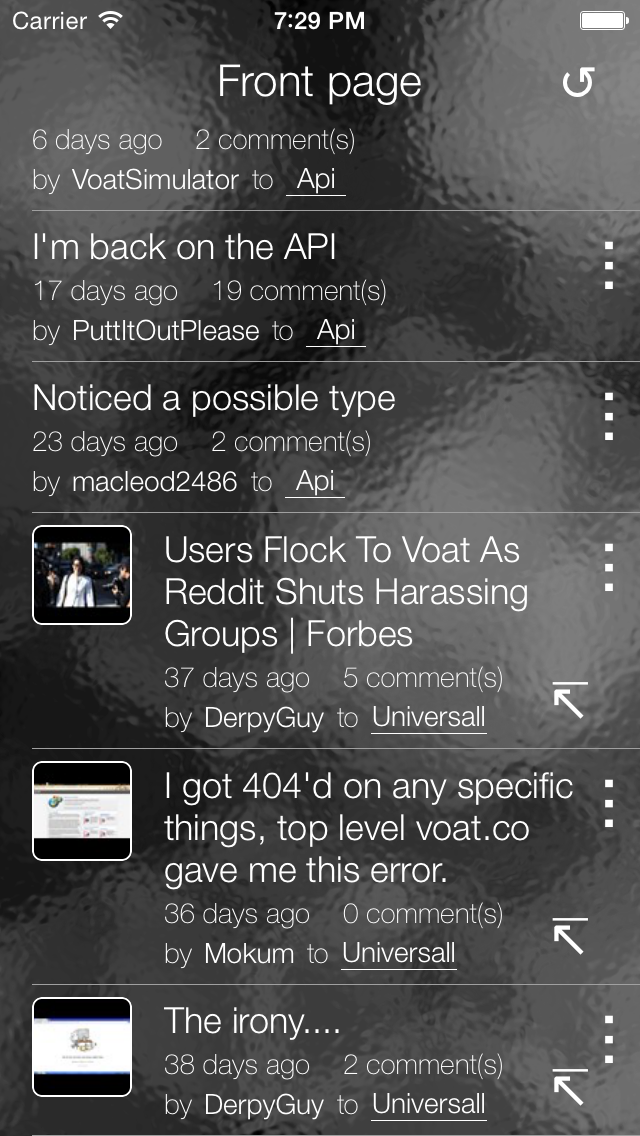 Carrier 7:29 PM
Front page
6 days ago 2 comment(s)
by VoatSimulator to Api
I'm back on the API
17 days ago 19 comment(s)
by PuttItOutPlease to Api
Noticed a possible type
23 days ago 2 comment(s)
by macleod2486 to Api
Users Flock To Voat As
Reddit Shuts Harassing
Groups | Forbes
37 days ago 5 comment(s)
by DerpyGuy to Universall
I got 404'd on any specific
things, top level voat.co
gave me this error.
36 days ago 0 comment(s)
by Mokum to Universall
The irony....
38 days ago 2 comment(s)
by DerpyGuy to Universall